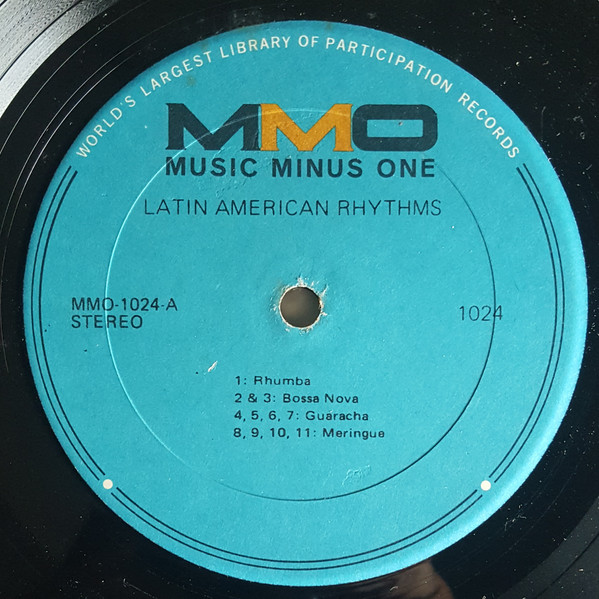 WORLD'S LARGEST LIBRARY OF PARTICIPATION RECORDS
MMO
MUSIC MINUS ONE
LATIN AMERICAN RHYTHMS
MMO-1024-A
STEREO
1024
1: Rhumba
2 & 3: Bossa Nova
4, 5, 6, 7: Guaracha
8, 9, 10, 11: Meringue